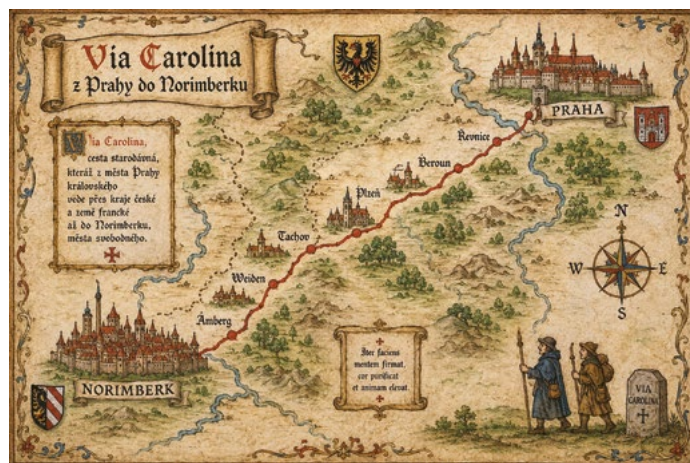 Via Carolina
z Prahy do Norimberku
Via Carolina,
cesta starodávná,
kteráž z města Prahy
královského
vede přes kraje české
a země francké
až do Norimberku,
města svobodného.
PRAHA
Řevnice
Beroun
Plzeň
Tachov
Weiden
Amberg
NORIMBERK
N
W
E
S
Iter faciens
mentem firmat,
cor purificat
et animam elevat.
VIA
CAROLINA